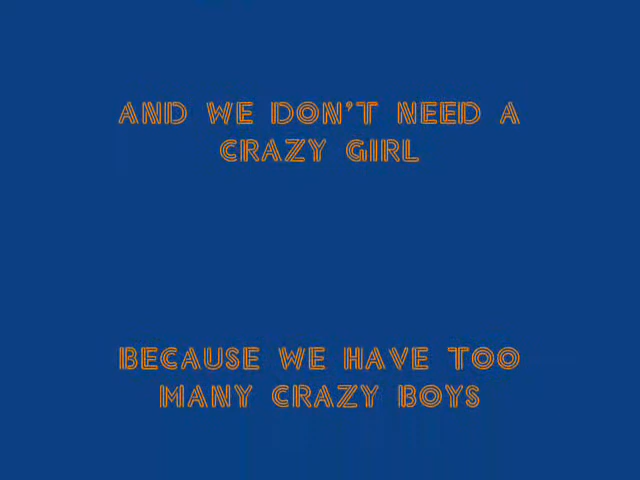 AND WE DON'T NEED A
CRAZY GIRL
BECAUSE WE HAVE TOO
MANY CRAZY BOYS